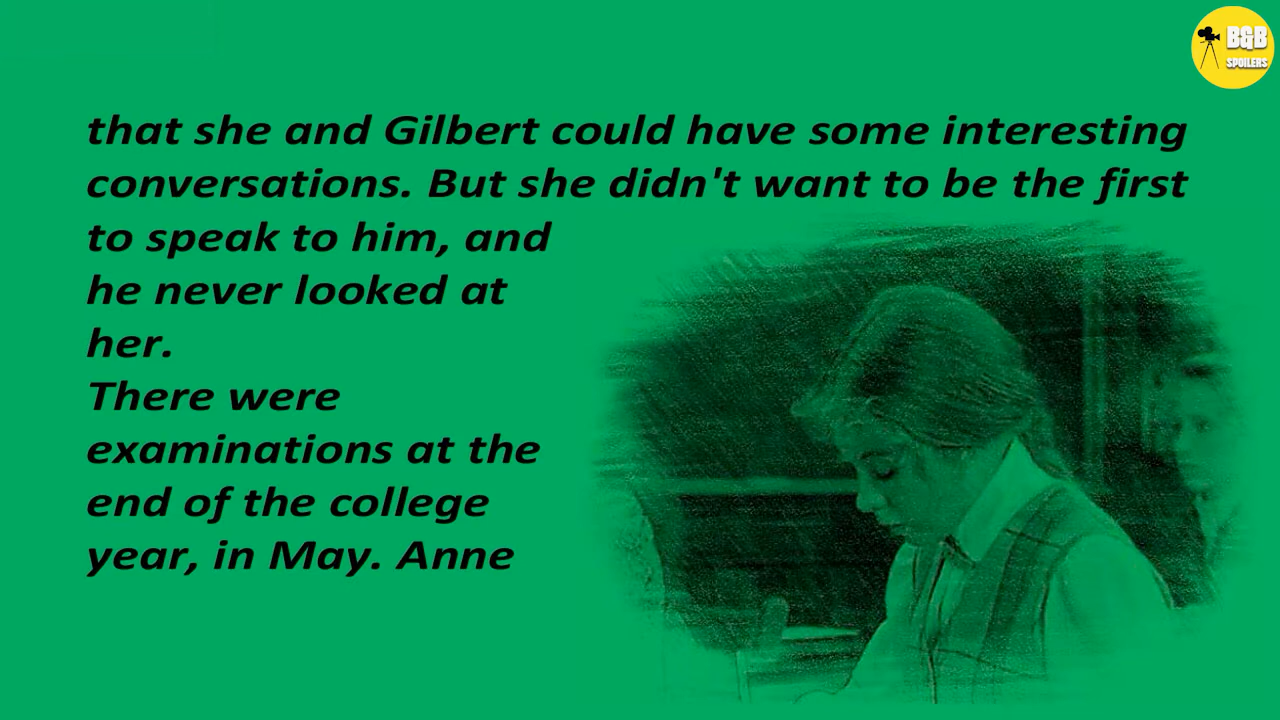 B&B
SPOILERS
that she and Gilbert could have some interesting
conversations. But she didn't want to be the first
to speak to him, and
he never looked at
her.
There were
examinations at the
end of the college
year, in May. Anne